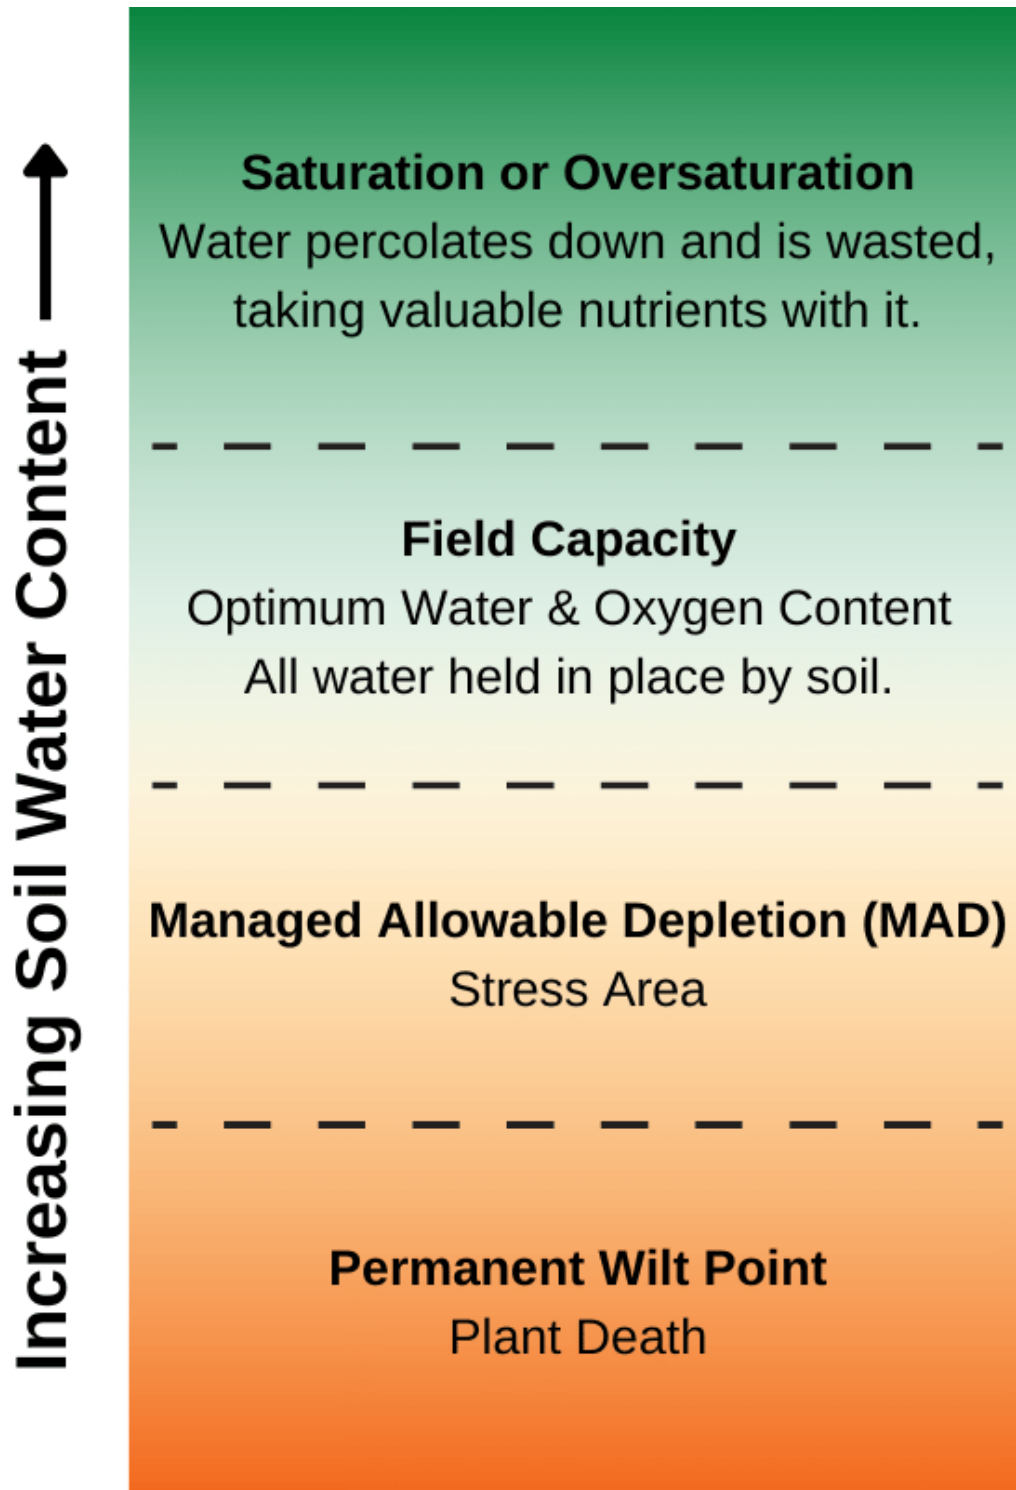 Increasing Soil Water Content
Saturation or Oversaturation
Water percolates down and is wasted,
taking valuable nutrients with it.
Field Capacity
Optimum Water & Oxygen Content
All water held in place by soil.
Managed Allowable Depletion (MAD)
Stress Area
Permanent Wilt Point
Plant Death